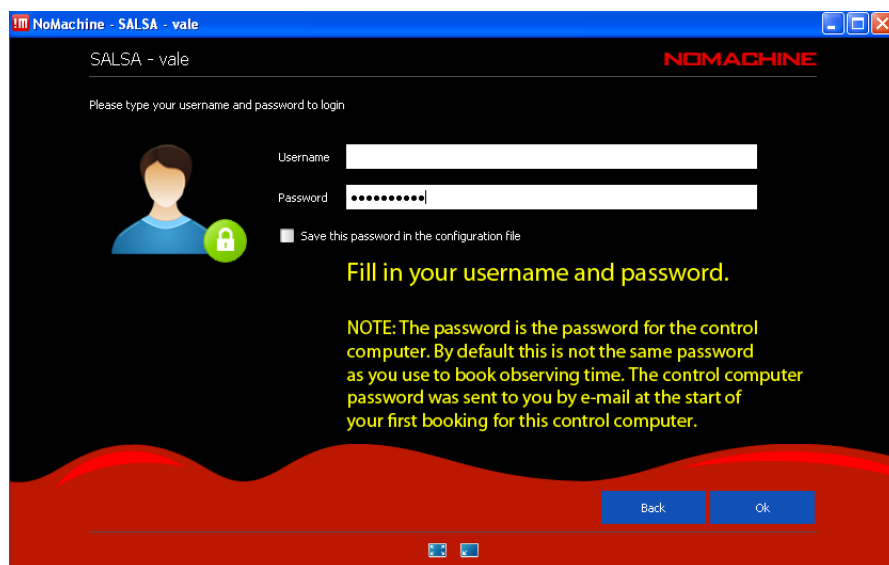 !M NoMachine - SALSA - vale
SALSA - vale
NOMACHINE
Please type your username and password to login
Username
Password ●●●●●●●●●●
Save this password in the configuration file
Fill in your username and password.
NOTE: The password is the password for the control
computer. By default this is not the same password
as you use to book observing time. The control computer
password was sent to you by e-mail at the start of
your first booking for this control computer.
Back
Ok